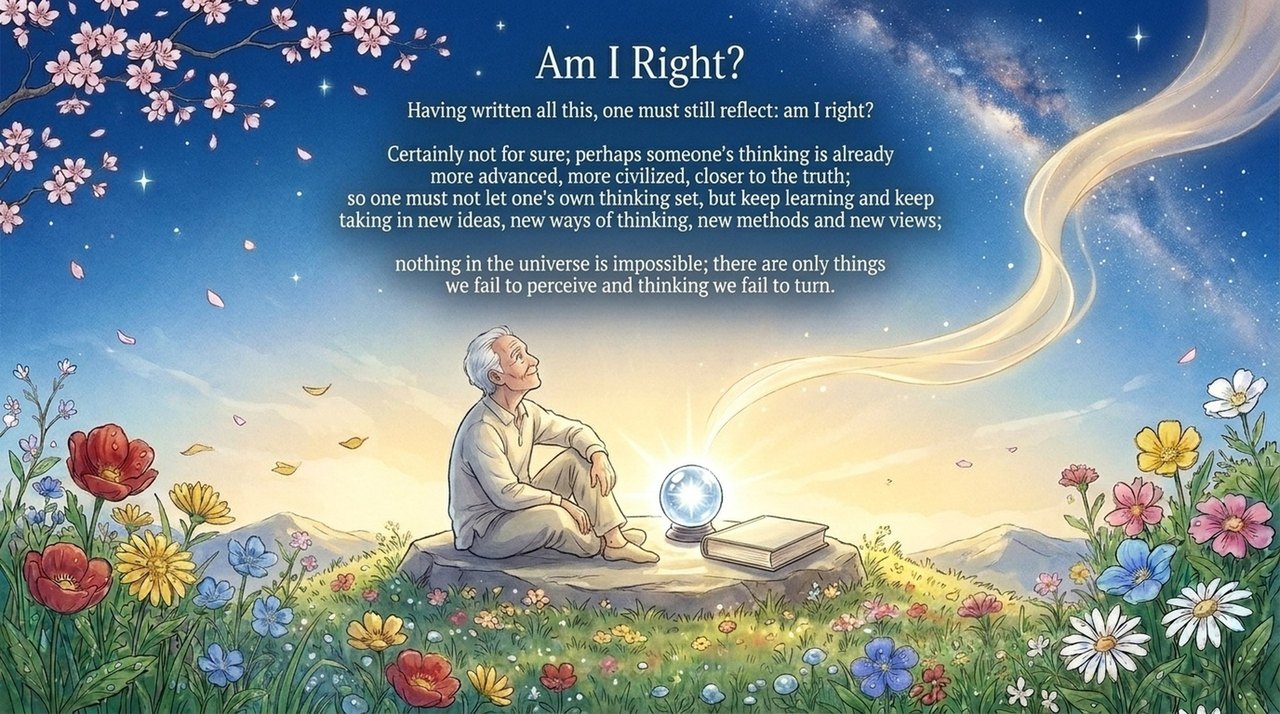 Am I Right?
Having written all this, one must still reflect: am I right?
Certainly not for sure; perhaps someone's thinking is already
more advanced, more civilized, closer to the truth;
so one must not let one's own thinking set, but keep learning and keep
taking in new ideas, new ways of thinking, new methods and new views;
nothing in the universe is impossible; there are only things
we fail to perceive and thinking we fail to turn.